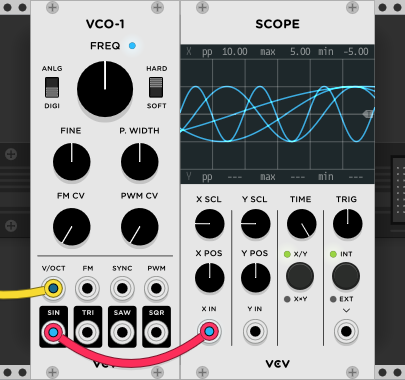 VCO-1
FREQ
ANLG
DIGI
HARD
SOFT
FINE
P. WIDTH
FM CV
PWM CV
V/OCT FM SYNC PWM
SIN TRI SAW SQR
SCOPE
X pp 10.00 max 5.00 min -5.00
Y pp --- max --- min ---
X SCL Y SCL TIME TRIG
X POS Y POS X/Y INT
X×Y EXT
X IN Y IN
VCV